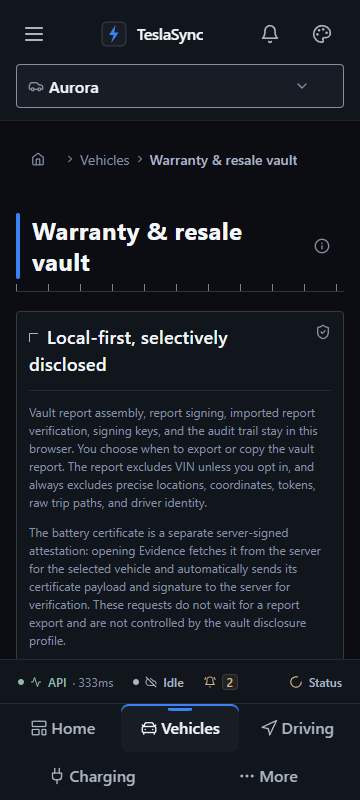 TeslaSync
Aurora
Vehicles
Warranty & resale vault
Warranty & resale
vault
Local-first, selectively
disclosed
Vault report assembly, report signing, imported report
verification, signing keys, and the audit trail stay in this
browser. You choose when to export or copy the vault
report. The report excludes VIN unless you opt in, and
always excludes precise locations, coordinates, tokens,
raw trip paths, and driver identity.
The battery certificate is a separate server-signed
attestation: opening Evidence fetches it from the server
for the selected vehicle and automatically sends its
certificate payload and signature to the server for
verification. These requests do not wait for a report
export and are not controlled by the vault disclosure
profile.
API · 333ms Idle 2 Status
Home Vehicles Driving
Charging More